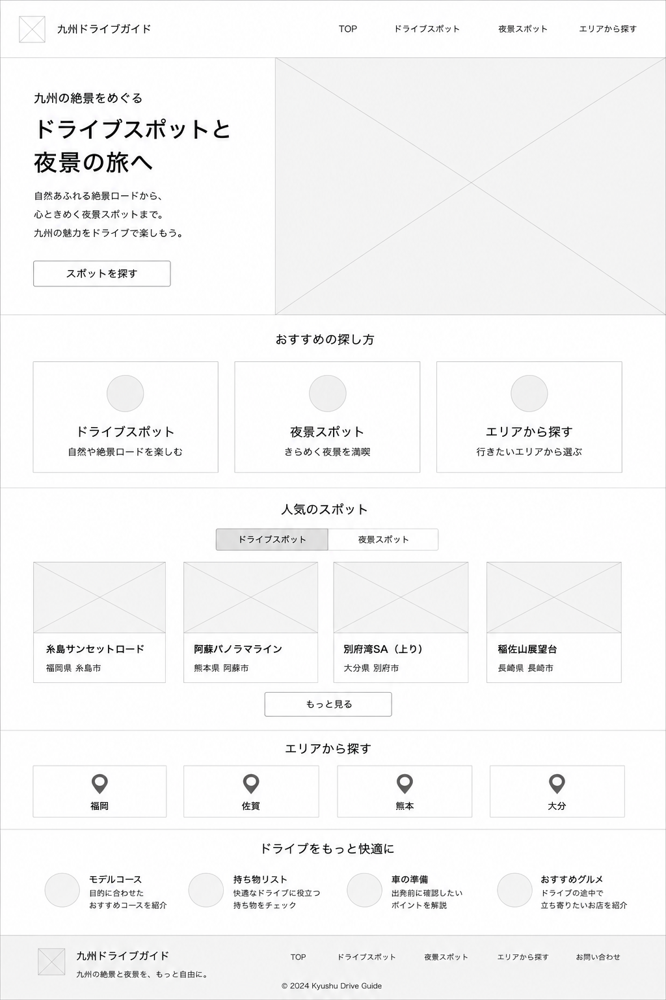 九州ドライブガイド
TOP
ドライブスポット
夜景スポット
エリアから探す
九州の絶景をめぐる
ドライブスポットと
夜景の旅へ
自然あふれる絶景ロードから、
心ときめく夜景スポットまで。
九州の魅力をドライブで楽しもう。
スポットを探す
おすすめの探し方
ドライブスポット
自然や絶景ロードを楽しむ
夜景スポット
きらめく夜景を満喫
エリアから探す
行きたいエリアから選ぶ
人気のスポット
ドライブスポット
夜景スポット
糸島サンセットロード
福岡県 糸島市
阿蘇パノラマライン
熊本県 阿蘇市
別府湾SA（上り）
大分県 別府市
稲佐山展望台
長崎県 長崎市
もっと見る
エリアから探す
福岡
佐賀
熊本
大分
ドライブをもっと快適に
モデルコース
目的に合わせた
おすすめコースを紹介
持ち物リスト
快適なドライブに役立つ
持ち物をチェック
車の準備
出発前に確認したい
ポイントを解説
おすすめグルメ
ドライブの途中で
立ち寄りたいお店を紹介
九州ドライブガイド
九州の絶景と夜景を、もっと自由に。
TOP
ドライブスポット
夜景スポット
エリアから探す
お問い合わせ
© 2024 Kyushu Drive Guide